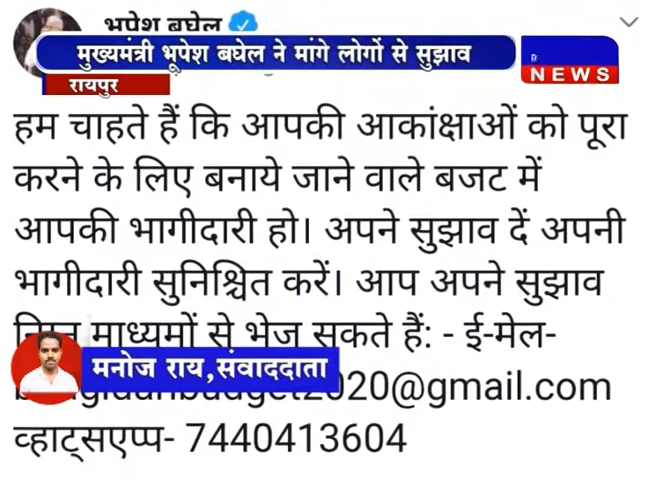 भूपेश बघेल
मुख्यमंत्री भूपेश बघेल ने मांगे लोगों से सुझाव
NEWS
रायपुर
हम चाहते हैं कि आपकी आकांक्षाओं को पूरा
करने के लिए बनाये जाने वाले बजट में
आपकी भागीदारी हो। अपने सुझाव दें अपनी
भागीदारी सुनिश्चित करें। आप अपने सुझाव
माध्यमों से भेज सकते हैं: - ई-मेल-
मनोज राय,संवाददाता
2020@gmail.com
व्हाट्सएप्प- 7440413604